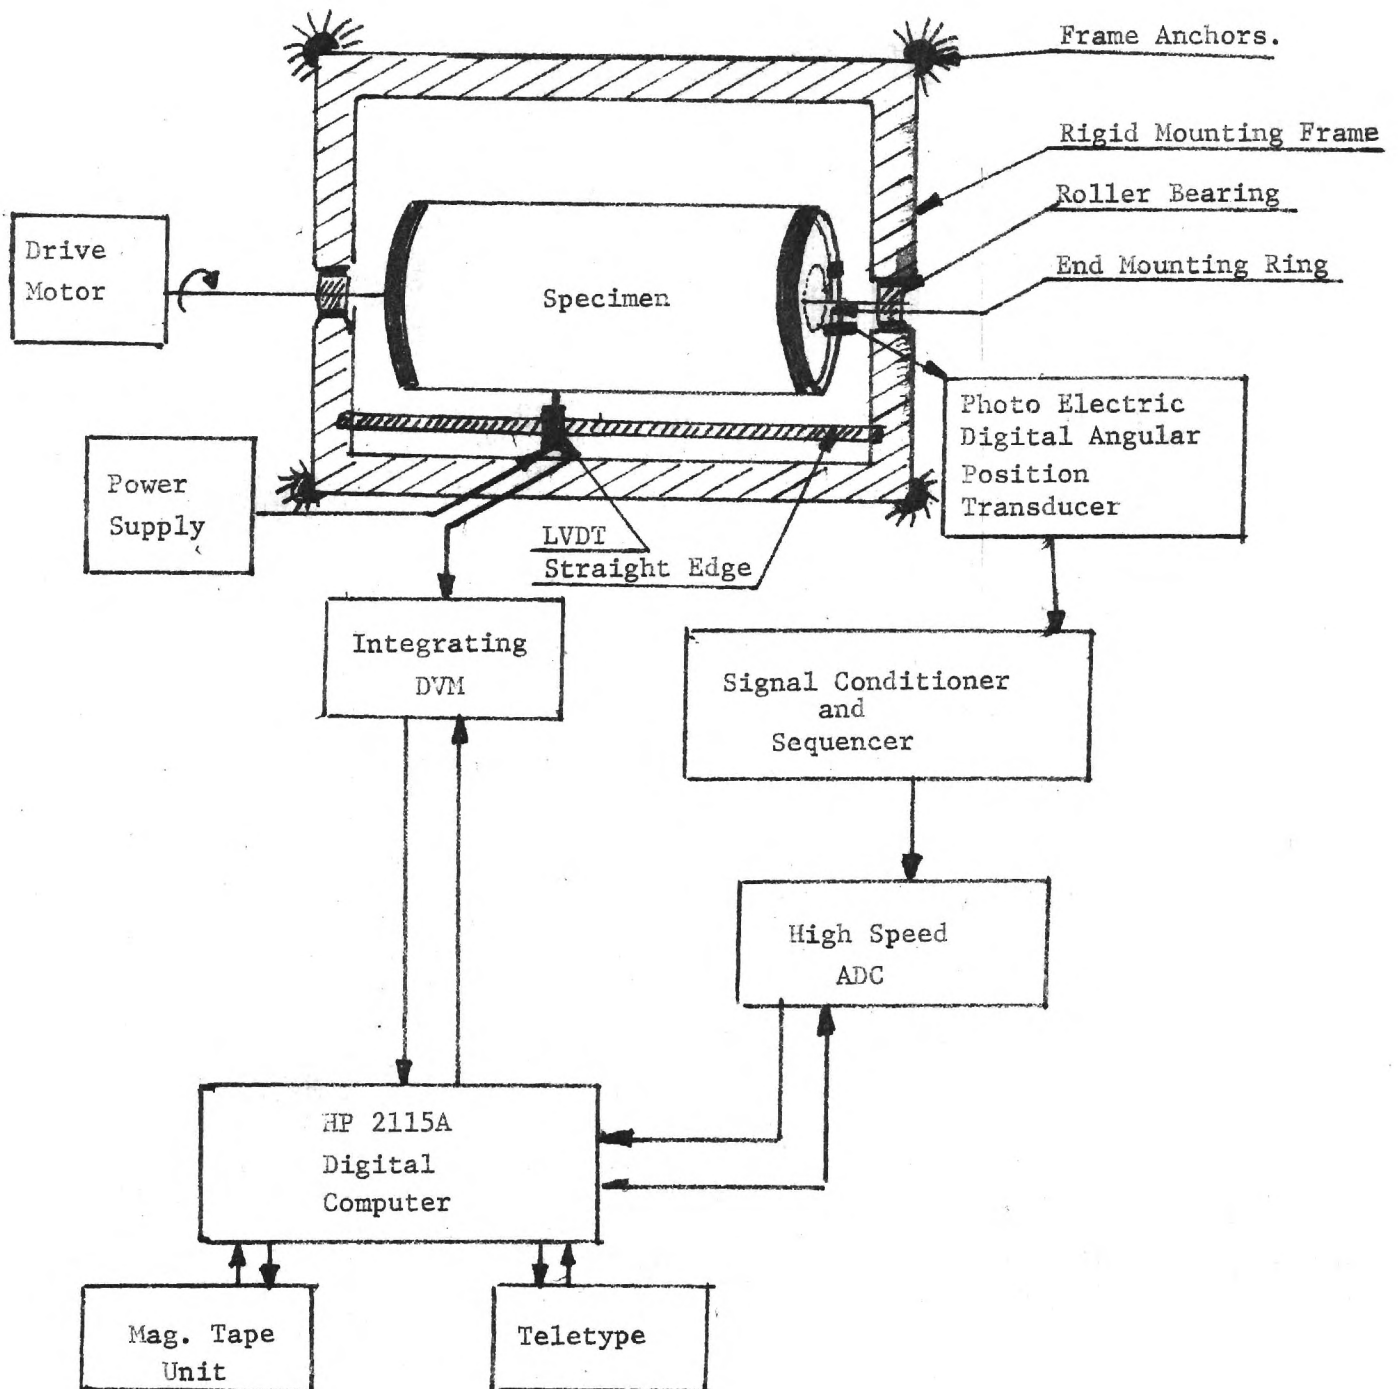 Frame Anchors.
Rigid Mounting Frame
Roller Bearing
End Mounting Ring
Drive
Motor
Specimen
Photo Electric
Digital Angular
Position
Transducer
Power
Supply
LVDT
Straight Edge
Integrating
DVM
Signal Conditioner
and
Sequencer
High Speed
ADC
HP 2115A
Digital
Computer
Mag. Tape
Unit
Teletype